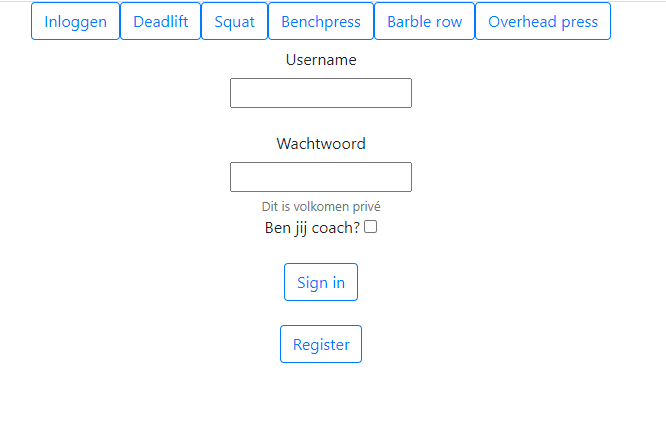 Inloggen Deadlift Squat Benchpress Barble row Overhead press
Username
Wachtwoord
Dit is volkomen privé
Ben jij coach?
Sign in
Register